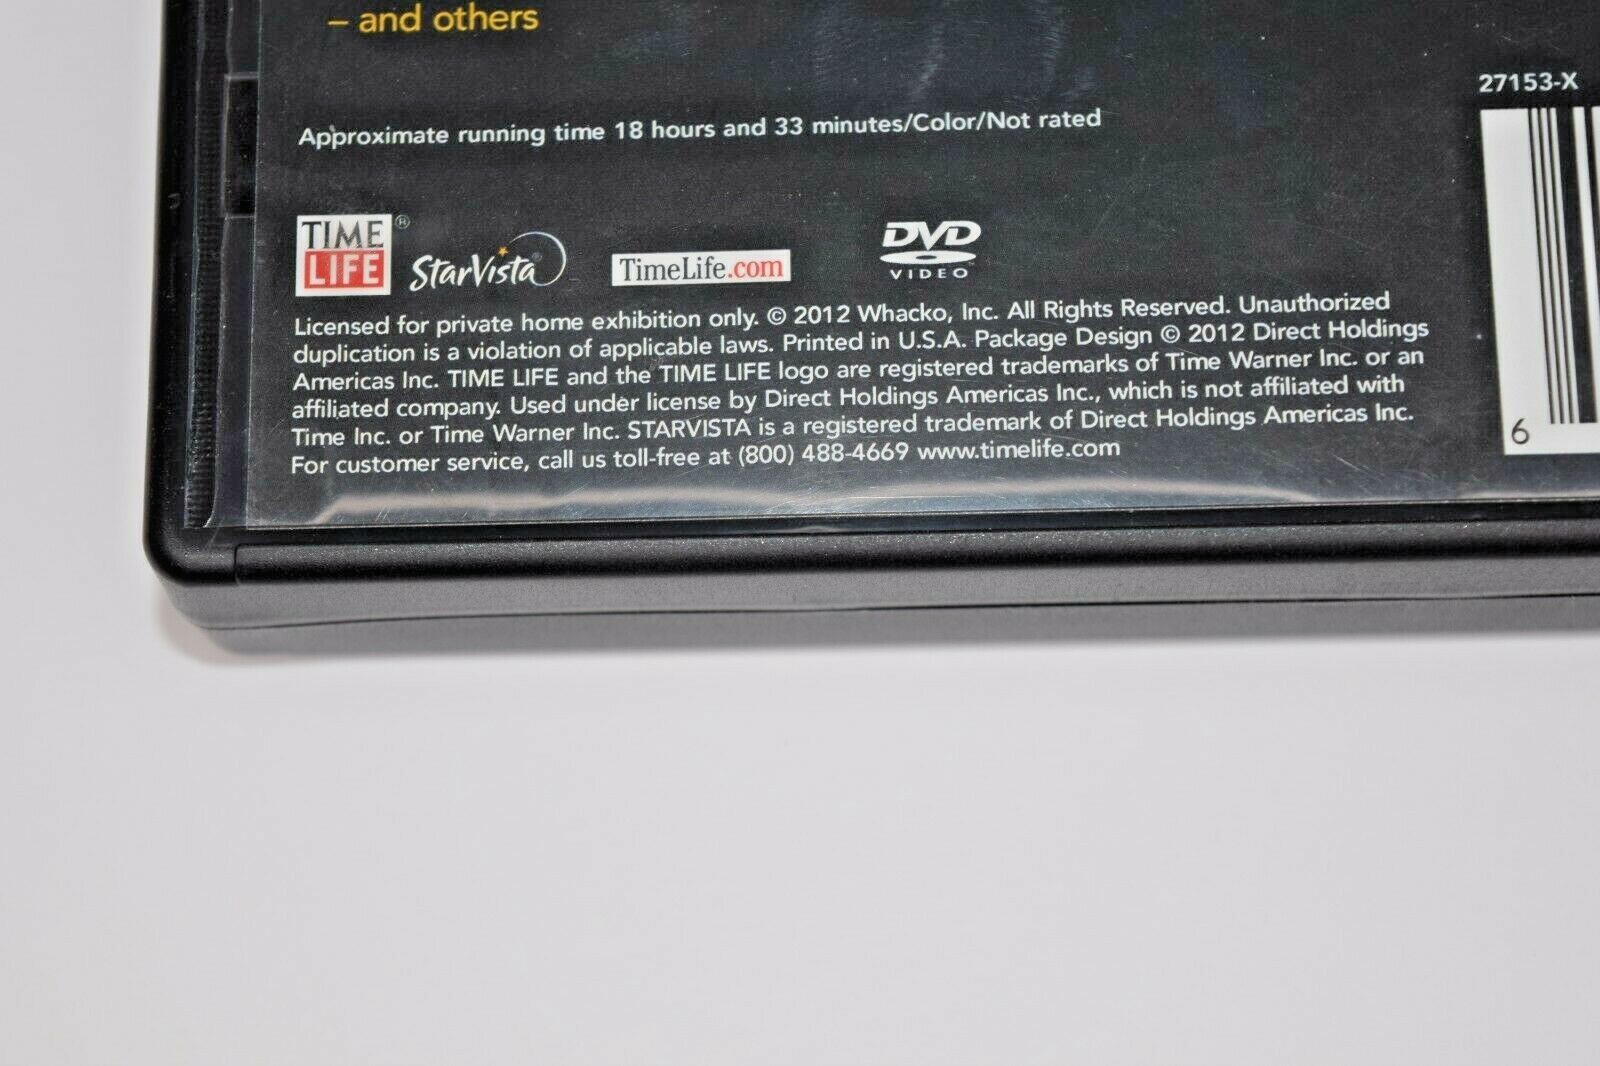 – and others
27153-X
Approximate running time 18 hours and 33 minutes/Color/Not rated
TIME ®
LIFE
StarVista®
TimeLife.com
DVD
VIDEO
Licensed for private home exhibition only. © 2012 Whacko, Inc. All Rights Reserved. Unauthorized
duplication is a violation of applicable laws. Printed in U.S.A. Package Design © 2012 Direct Holdings
Americas Inc. TIME LIFE and the TIME LIFE logo are registered trademarks of Time Warner Inc. or an
affiliated company. Used under license by Direct Holdings Americas Inc., which is not affiliated with
Time Inc. or Time Warner Inc. STARVISTA is a registered trademark of Direct Holdings Americas Inc.
For customer service, call us toll-free at (800) 488-4669 www.timelife.com
6